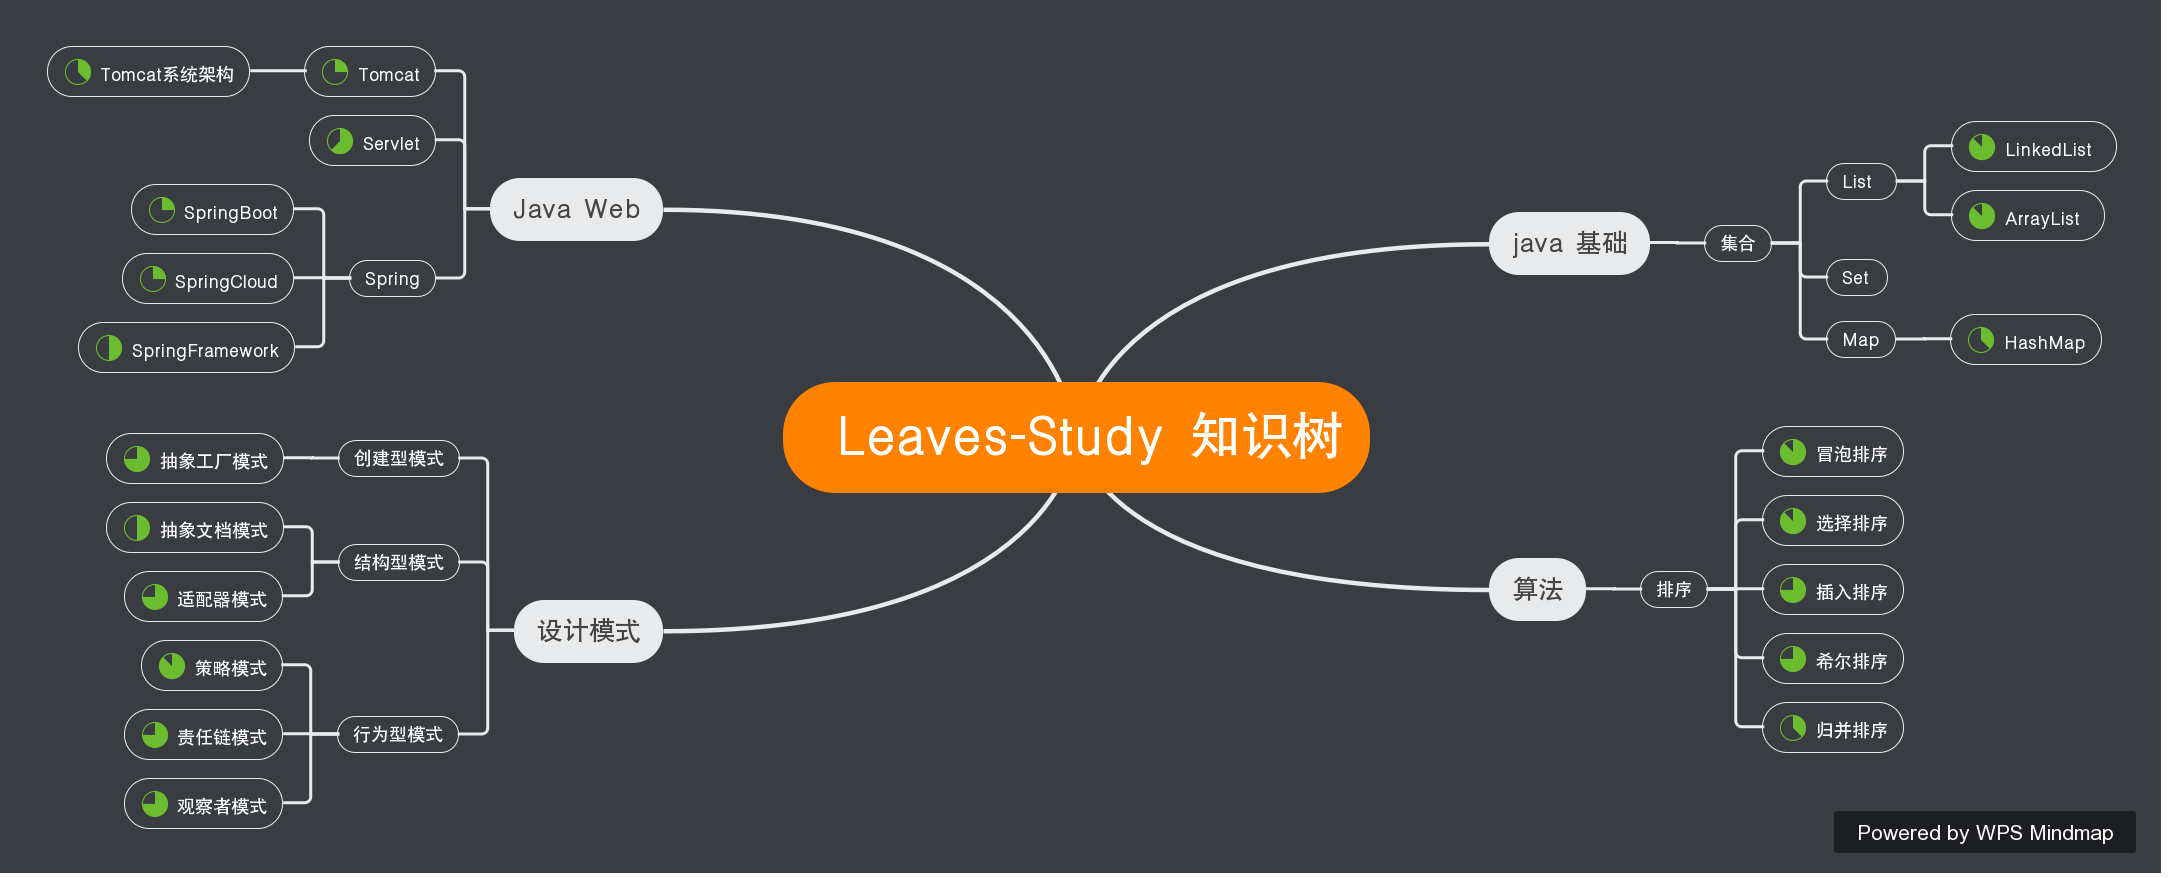 Leaves-Study 知识树
Java Web
Tomcat
Tomcat系统架构
Servlet
Spring
SpringBoot
SpringCloud
SpringFramework
设计模式
创建型模式
抽象工厂模式
结构型模式
抽象文档模式
适配器模式
行为型模式
策略模式
责任链模式
观察者模式
java 基础
集合
List
LinkedList
ArrayList
Set
Map
HashMap
算法
排序
冒泡排序
选择排序
插入排序
希尔排序
归并排序
Powered by WPS Mindmap